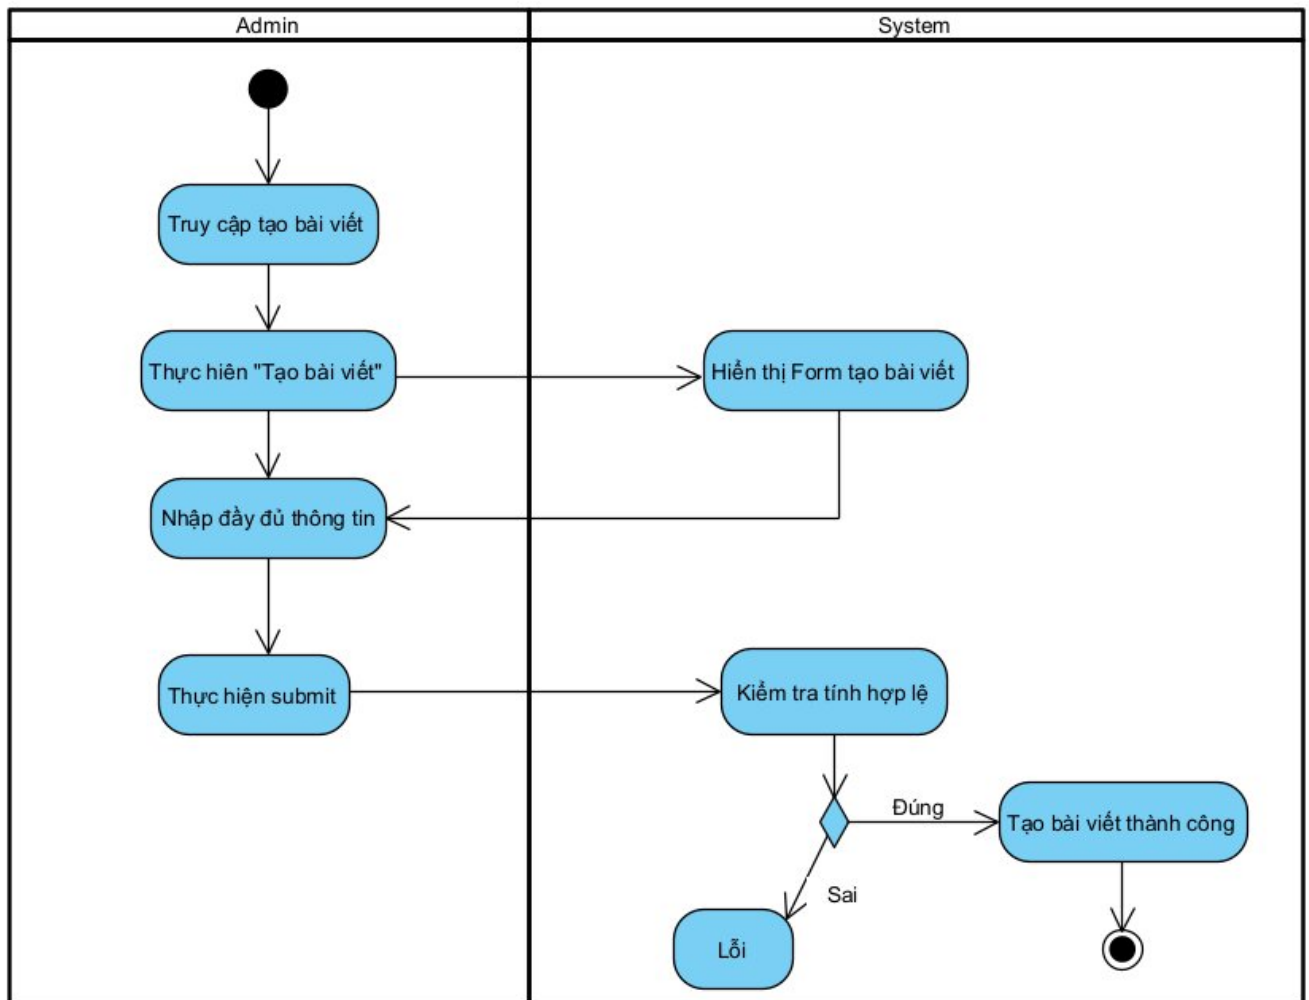 Admin
System
Truy cập tạo bài viết
Thực hiên "Tạo bài viết"
Hiển thị Form tạo bài viết
Nhập đầy đủ thông tin
Thực hiện submit
Kiểm tra tính hợp lệ
Đúng
Tạo bài viết thành công
Sai
Lỗi